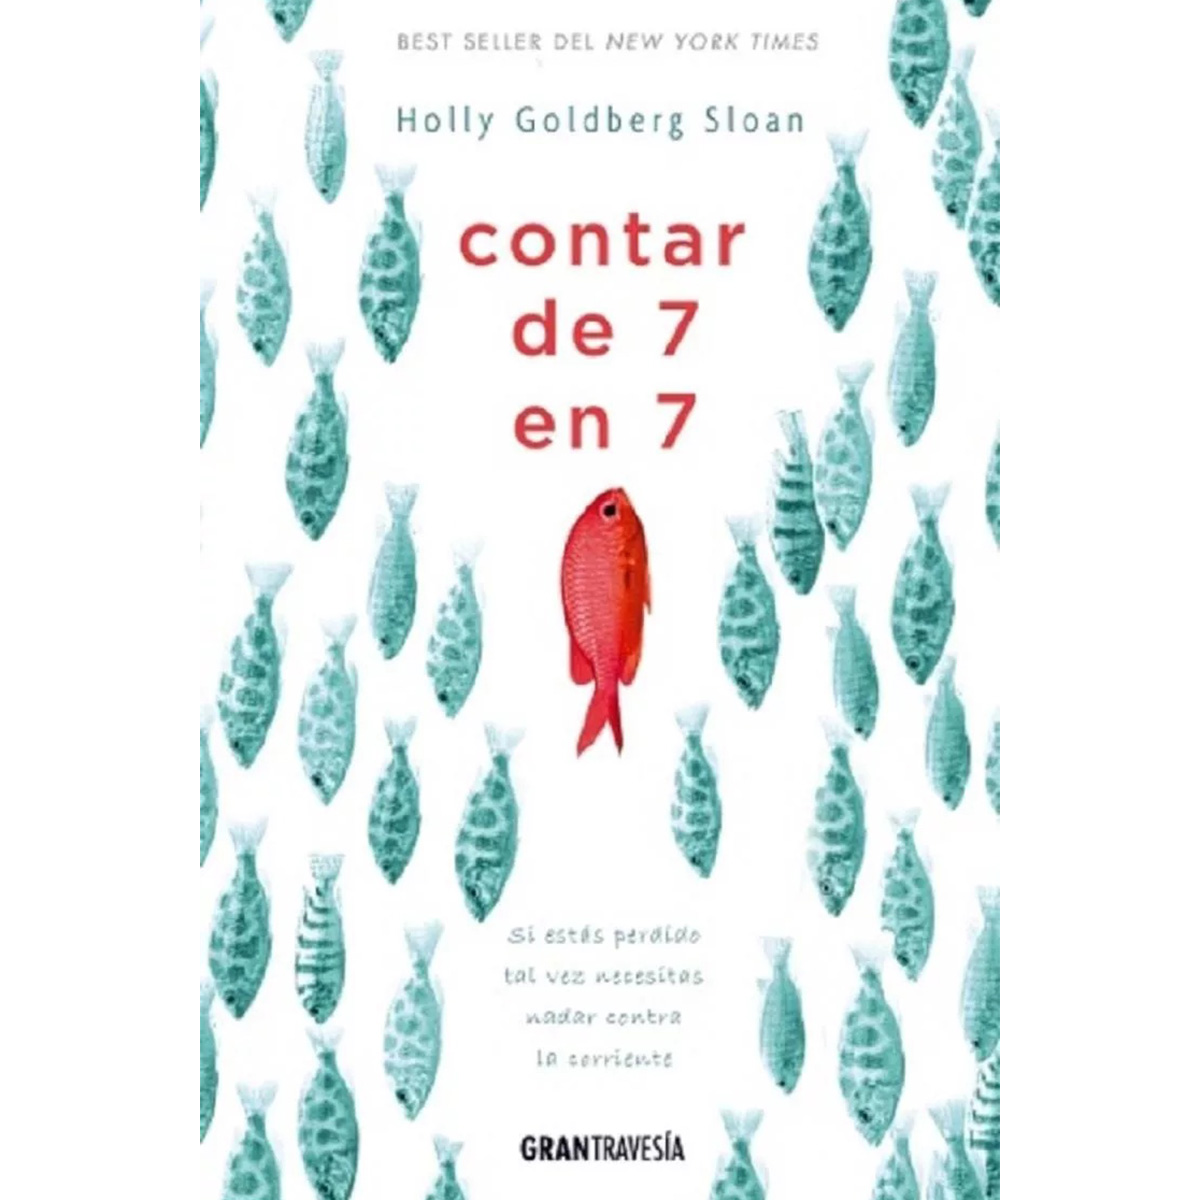 BEST SELLER DEL NEW YORK TIMES
Holly Goldberg Sloan
contar
de 7
en 7
Si estás perdido
tal vez necesitas
nadar contra
la corriente
GRANTRAVESÍA